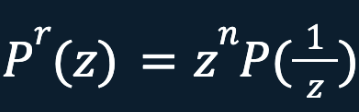 P^r(z) = z^n P(1/z)